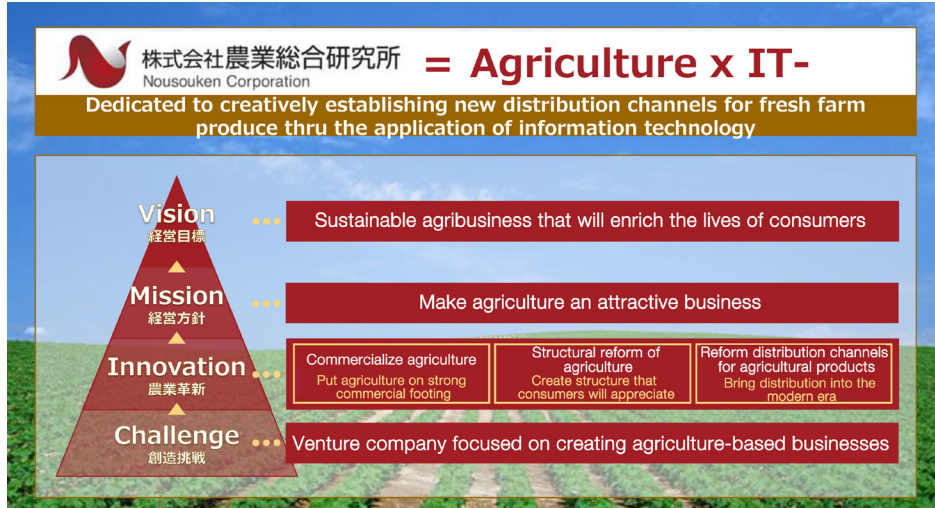 株式会社農業総合研究所
Nousouken Corporation
= Agriculture x IT-
Dedicated to creatively establishing new distribution channels for fresh farm
produce thru the application of information technology
Vision
経営目標
Sustainable agribusiness that will enrich the lives of consumers
Mission
経営方針
Make agriculture an attractive business
Innovation
農業革新
Commercialize agriculture
Put agriculture on strong
commercial footing
Structural reform of
agriculture
Create structure that
consumers will appreciate
Reform distribution channels
for agricultural products
Bring distribution into the
modern era
Challenge
創造挑戦
Venture company focused on creating agriculture-based businesses